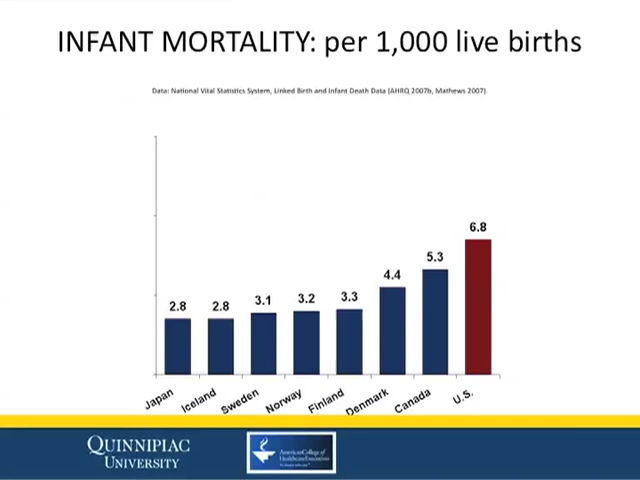 INFANT MORTALITY: per 1,000 live births
Data: National Vital Statistics System, Linked Birth and Infant Death Data (AHRQ 2007b, Mathews 2007).
2.8
2.8
3.1
3.2
3.3
4.4
5.3
6.8
Japan
Iceland
Sweden
Norway
Finland
Denmark
Canada
U.S.
QUINNIPIAC
UNIVERSITY
American College of
Healthcare Executives